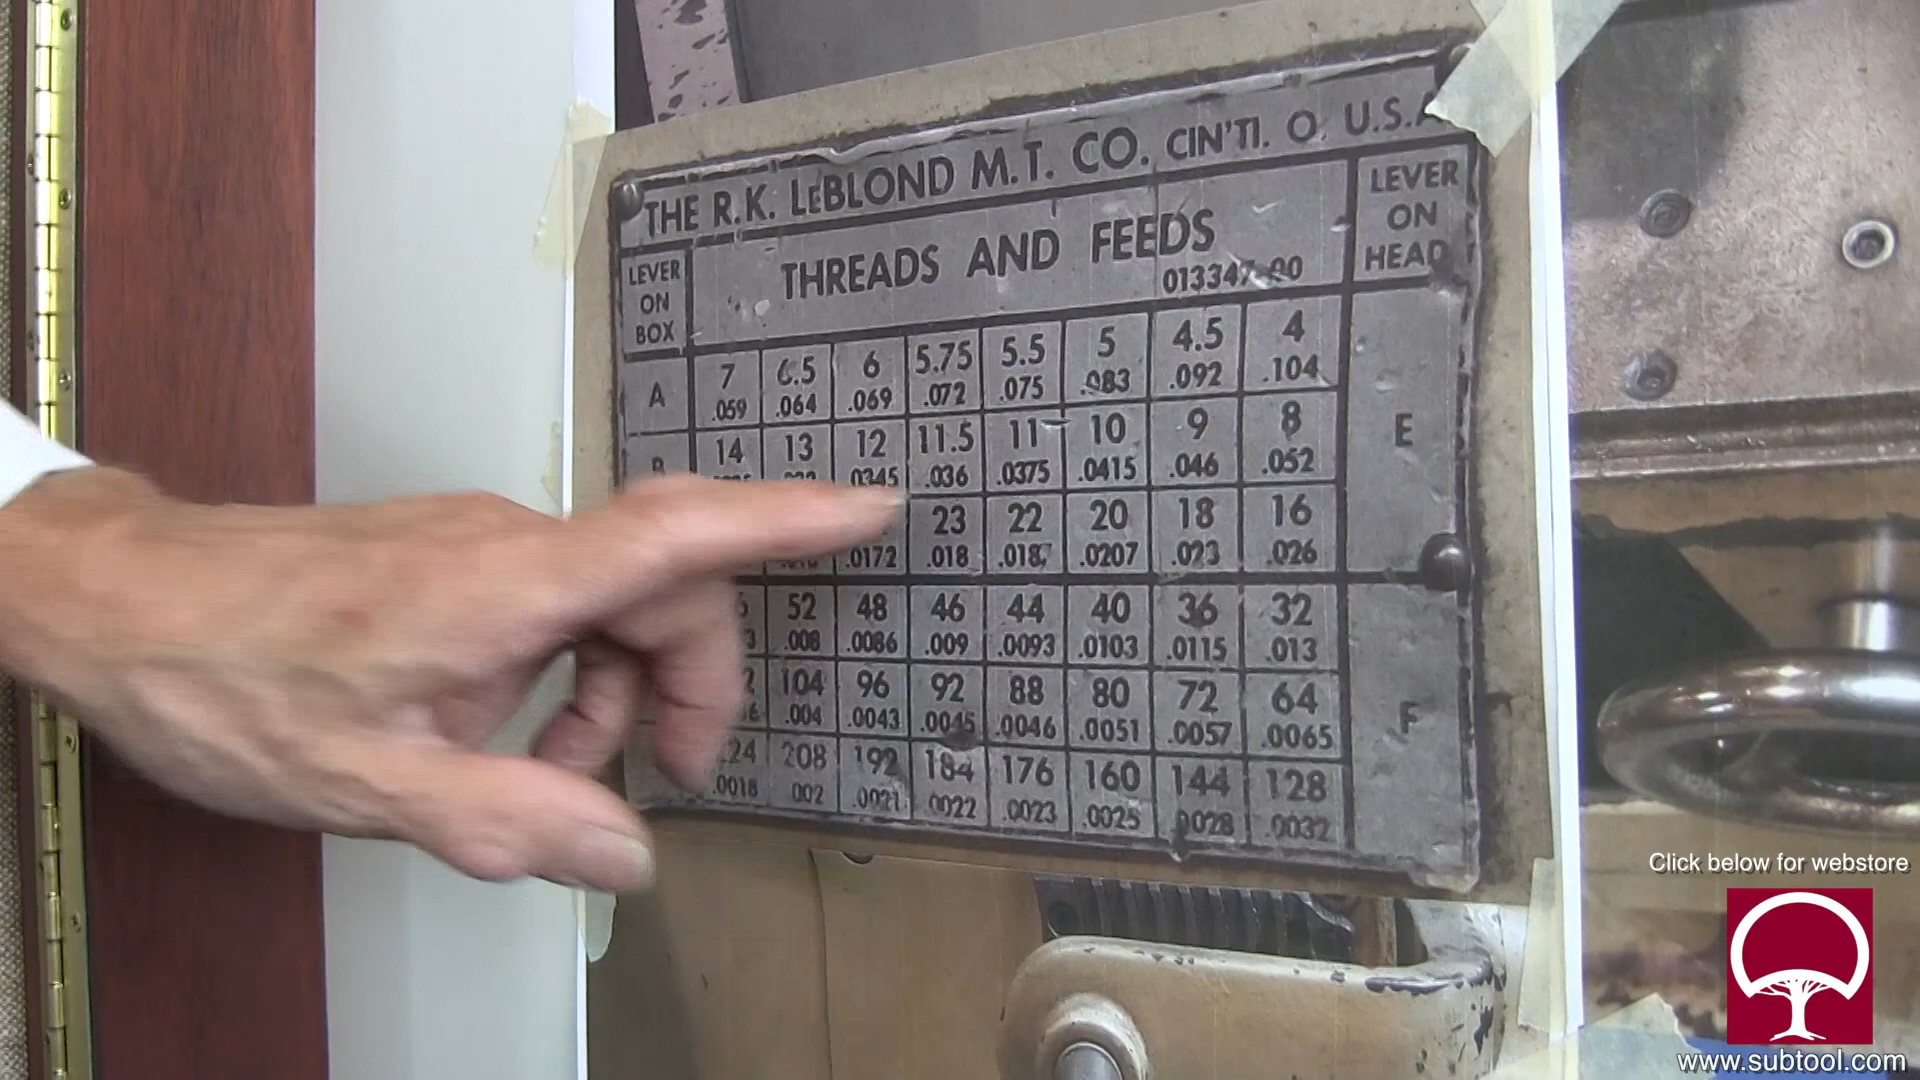 THE R.K. LEBLOND M.T. CO. CIN'TI. O. U.S.A
LEVER ON BOX
THREADS AND FEEDS
LEVER ON HEAD
A 7 6.5 6 5.75 5.5 5 4.5 4
.059 .064 .069 .072 .075 .083 .092 .104
E
B 14 13 12 11.5 11 10 9 8
.0345 .036 .0375 .0415 .046 .052
23 22 20 18 16
.0172 .018 .0187 .0207 .023 .026
52 48 46 44 40 36 32
.008 .0086 .009 .0093 .0103 .0115 .013
104 96 92 88 80 72 64
.004 .0043 .0045 .0046 .0051 .0057 .0065
F
208 192 184 176 160 144 128
.0018 .002 .0021 .0022 .0023 .0025 .0028 .0032
Click below for webstore
www.subtool.com